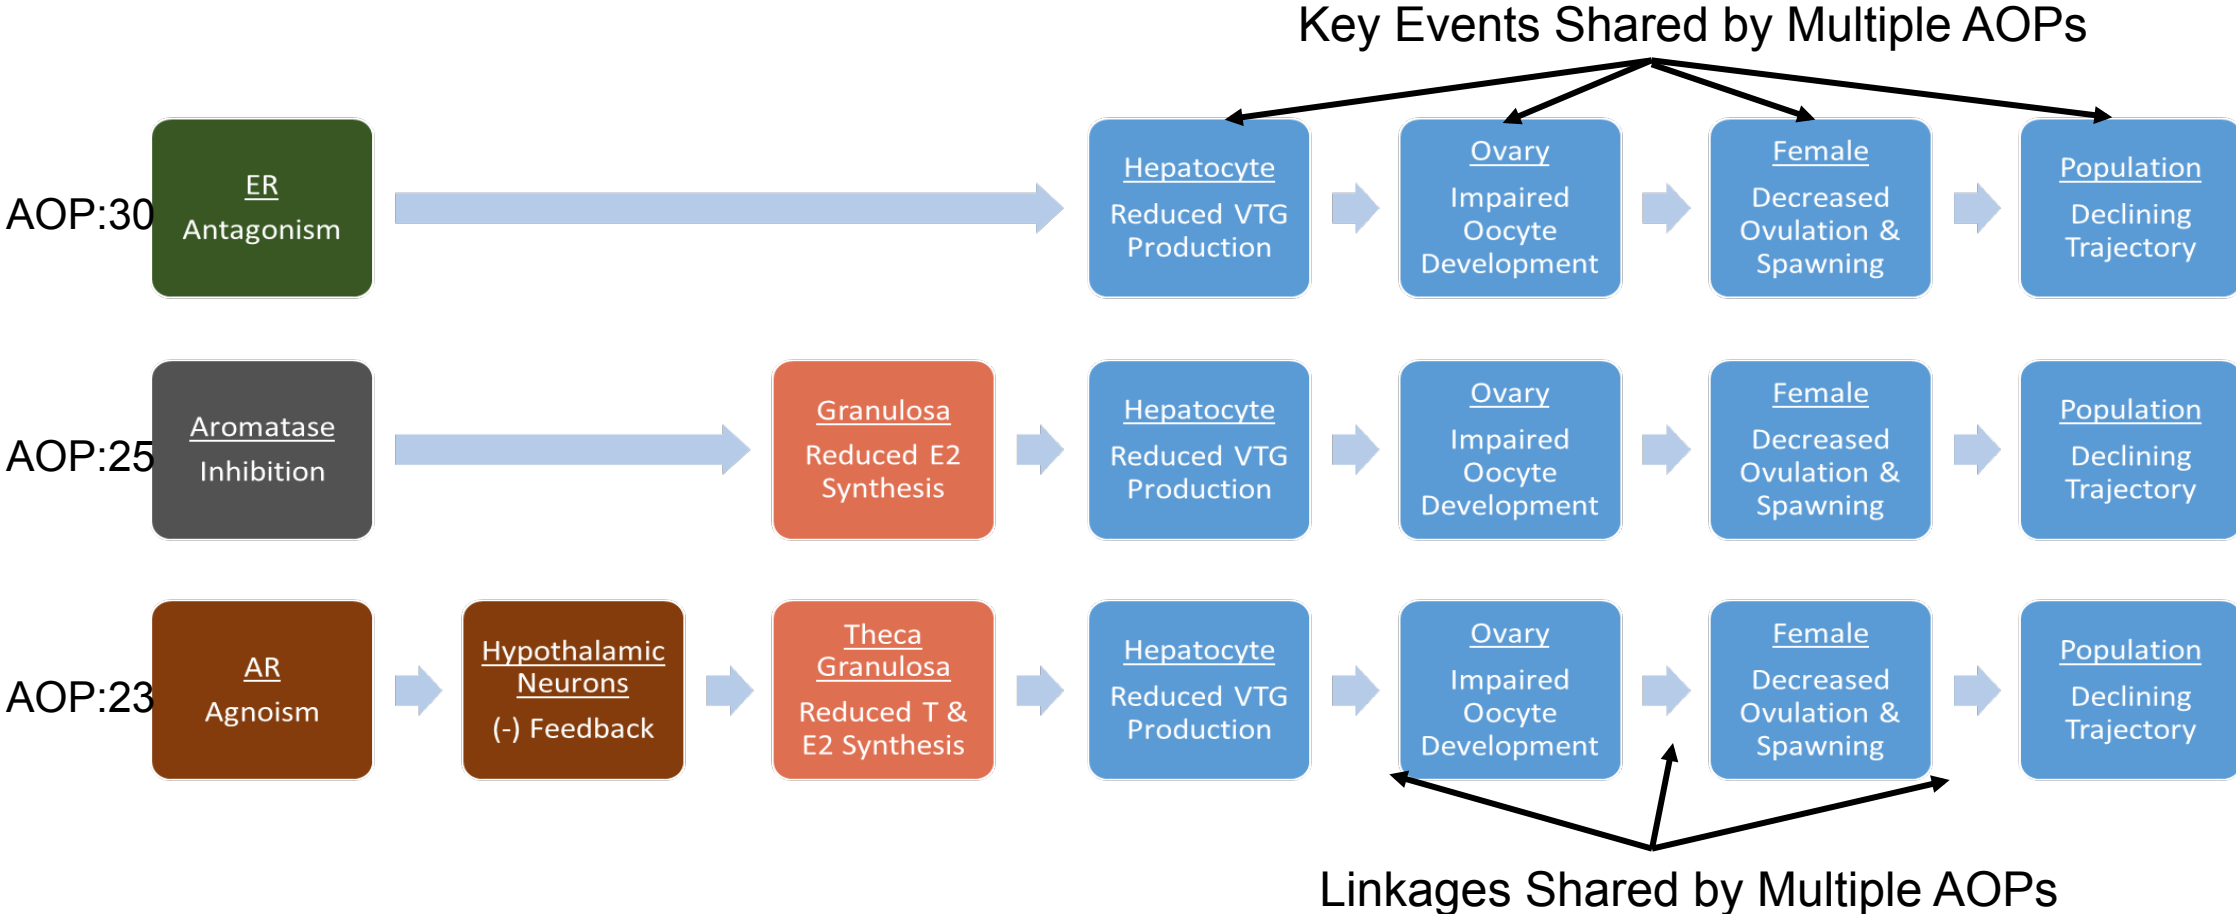 Key Events Shared by Multiple AOPs
AOP:30
ER
Antagonism
Hepatocyte
Reduced VTG
Production
Ovary
Impaired
Oocyte
Development
Female
Decreased
Ovulation &
Spawning
Population
Declining
Trajectory
AOP:25
Aromatase
Inhibition
Granulosa
Reduced E2
Synthesis
Hepatocyte
Reduced VTG
Production
Ovary
Impaired
Oocyte
Development
Female
Decreased
Ovulation &
Spawning
Population
Declining
Trajectory
AOP:23
AR
Agnoism
Hypothalamic
Neurons
(-) Feedback
Theca
Granulosa
Reduced T &
E2 Synthesis
Hepatocyte
Reduced VTG
Production
Ovary
Impaired
Oocyte
Development
Female
Decreased
Ovulation &
Spawning
Population
Declining
Trajectory
Linkages Shared by Multiple AOPs